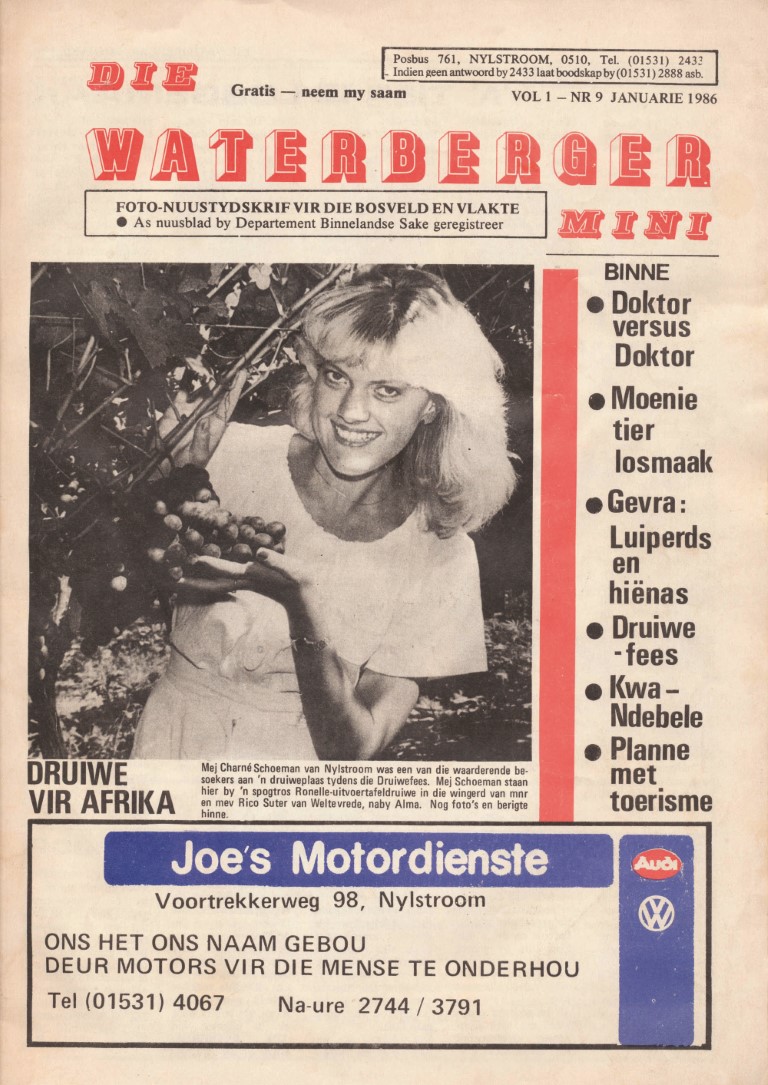 DIE
Posbus 761, NYLSTROOM, 0510, Tel. (01531) 2433
Indien geen antwoord by 2433 laat boodskap by (01531) 2888 asb.
Gratis — neem my saam
VOL 1 – NR 9 JANUARIE 1986
WATERBERGER
FOTO-NUUSTYDSKRIF VIR DIE BOSVELD EN VLAKTE
● As nuusblad by Departement Binnelandse Sake geregistreer
MINI
BINNE
● Doktor
versus
Doktor
● Moenie
tier
losmaak
● Gevra:
Luiperds
en
hiënas
● Druiwe
-fees
● Kwa–
Ndebele
● Planne
met
toerisme
DRUIWE
VIR AFRIKA
Mej Charné Schoeman van Nylstroom was een van die waarderende be-
soekers aan 'n druiweplaas tydens die Druiwefees. Mej Schoeman staan
hier by 'n spogtros Ronelle-uitvoertafeldruiwe in die wingerd van mnr
en mev Rico Suter van Weltevrede, naby Alma. Nog foto's en berigte
hinne.
Joe's Motordienste
Audi
Voortrekkerweg 98, Nylstroom
ONS HET ONS NAAM GEBOU
DEUR MOTORS VIR DIE MENSE TE ONDERHOU
Tel (01531) 4067 Na-ure 2744 / 3791